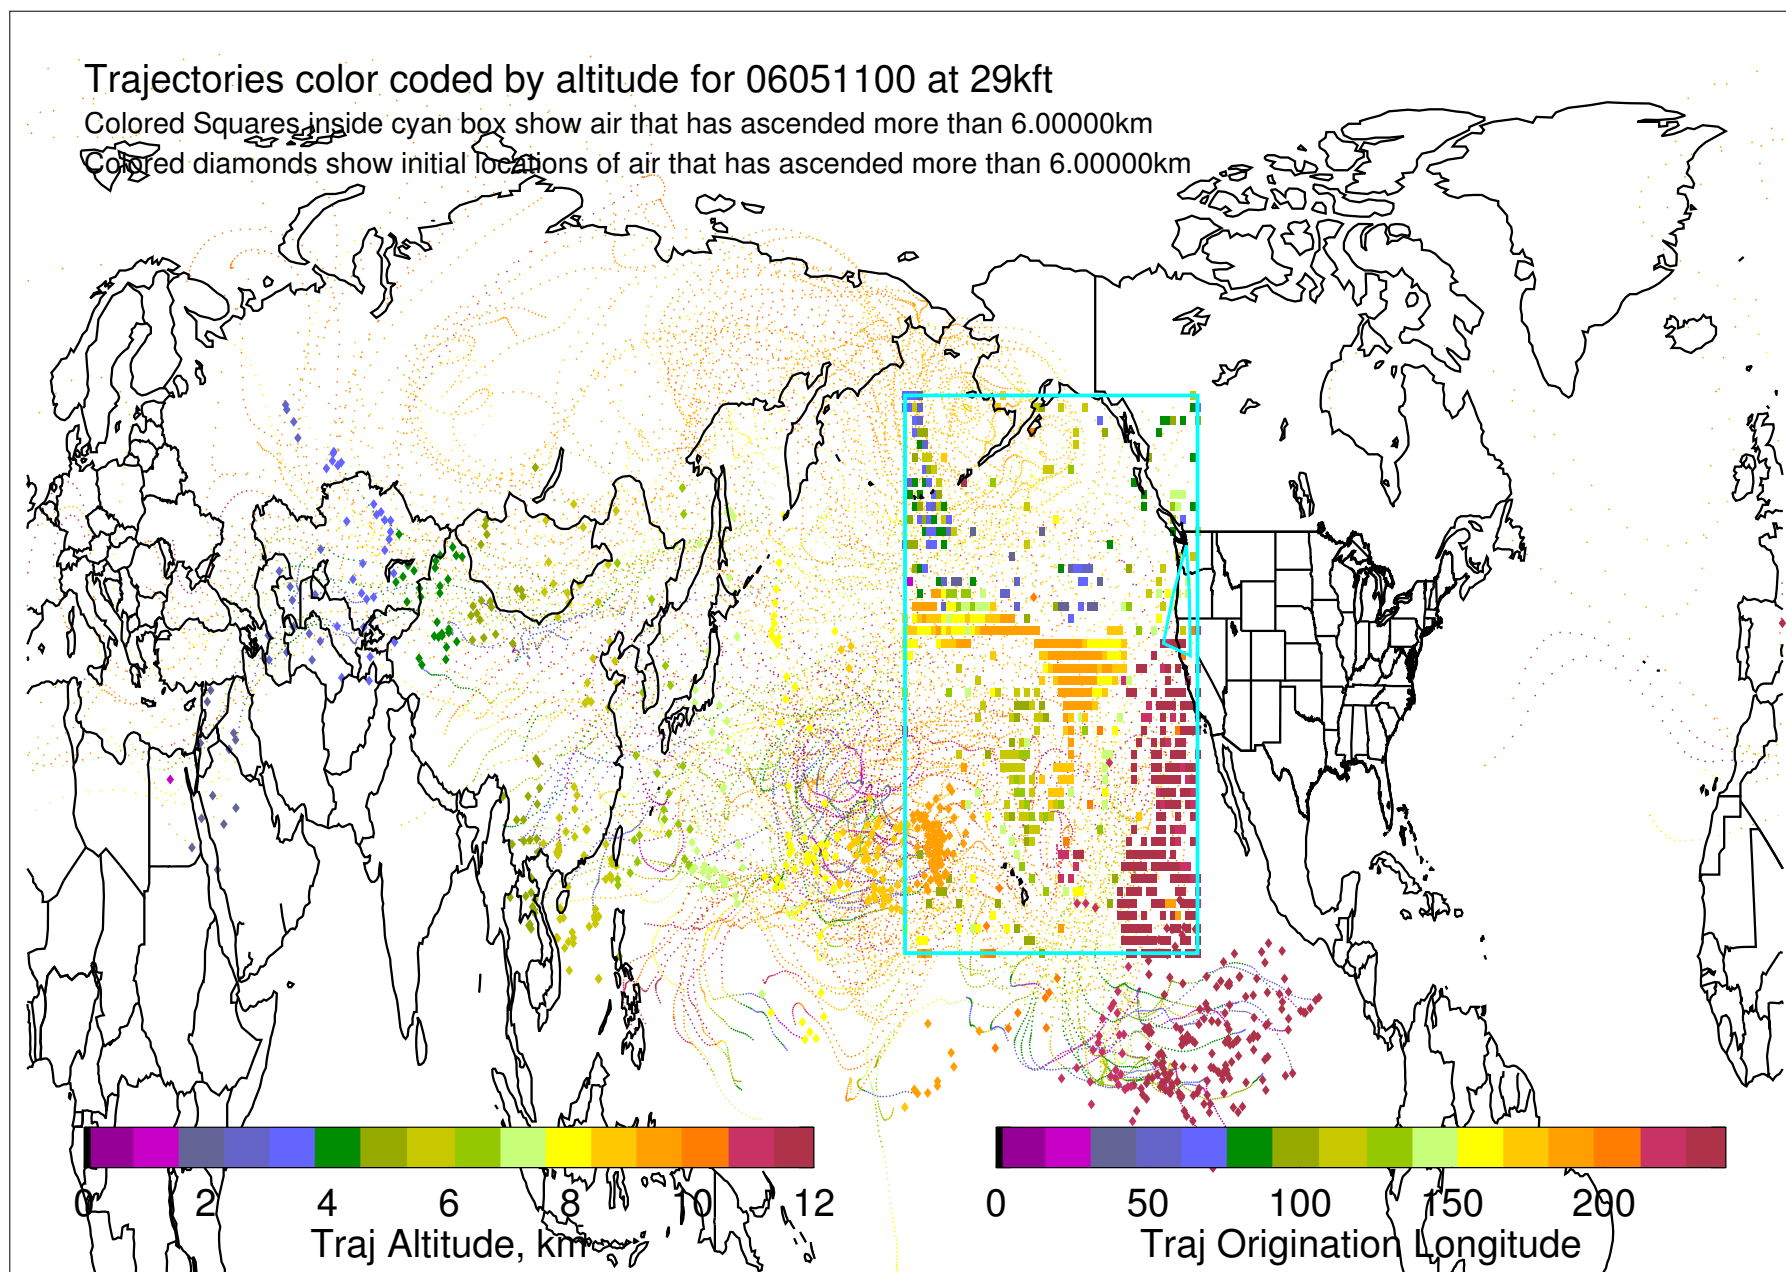 Trajectories color coded by altitude for 06051100 at 29kft
Colored Squares inside cyan box show air that has ascended more than 6.00000km
Colored diamonds show initial locations of air that has ascended more than 6.00000km
0 2 4 6 8 10 12
Traj Altitude, km
0 50 100 150 200
Traj Origination Longitude